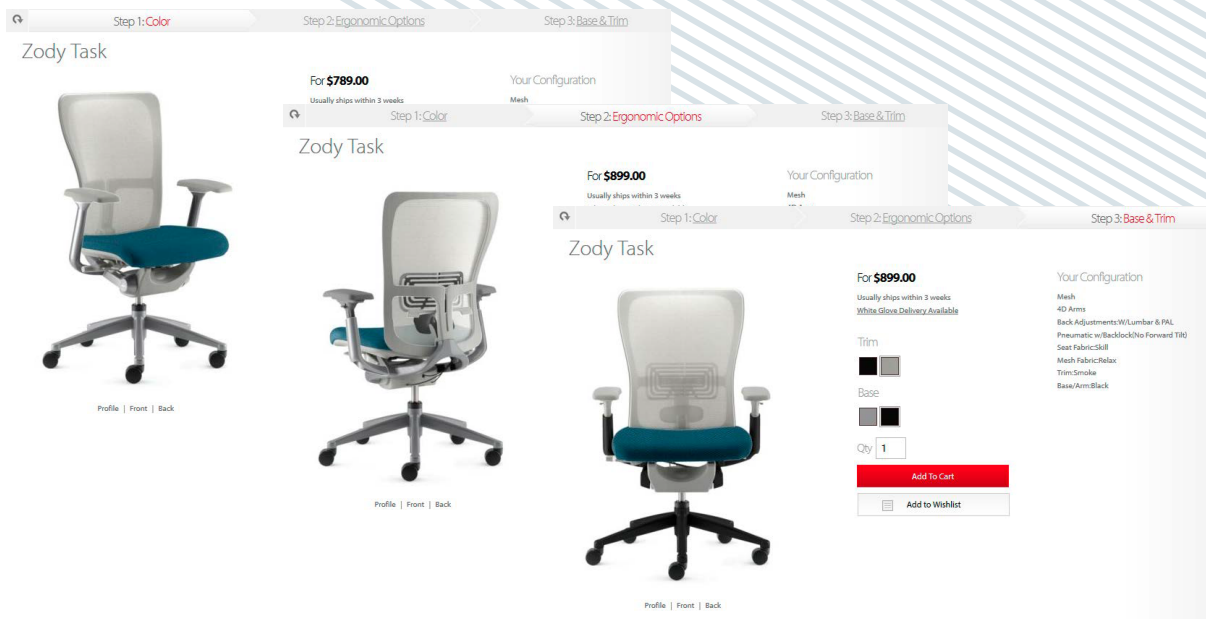 Step 1: Color
Step 2: Ergonomic Options
Step 3: Base & Trim
Zody Task
For $789.00
Usually ships within 3 weeks
Your Configuration
Mesh
Profile | Front | Back
Step 1: Color
Step 2: Ergonomic Options
Step 3: Base & Trim
Zody Task
For $899.00
Usually ships within 3 weeks
Your Configuration
Mesh
Profile | Front | Back
Step 1: Color
Step 2: Ergonomic Options
Step 3: Base & Trim
Zody Task
For $899.00
Usually ships within 3 weeks
White Glove Delivery Available
Trim
Base
Qty 1
Add To Cart
Add to Wishlist
Your Configuration
Mesh
4D Arms
Back Adjustments:W/Lumbar & PAL
Pneumatic w/Backlock(No Forward Tilt)
Seat Fabric:Skill
Mesh Fabric:Relax
Trim:Smoke
Base/Arm:Black
Profile | Front | Back